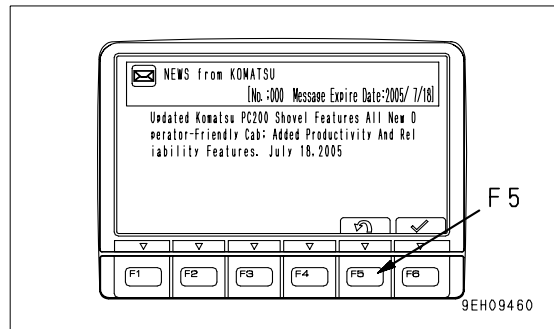 NEWS from KOMATSU
[No. :000 Message Expire Date:2005/ 7/18]
Updated Komatsu PC200 Shovel Features All New O
perator-Friendly Cab: Added Productivity And Rel
iability Features. July 18.2005
F 5
F1 F2 F3 F4 F5 F6
9EH09460